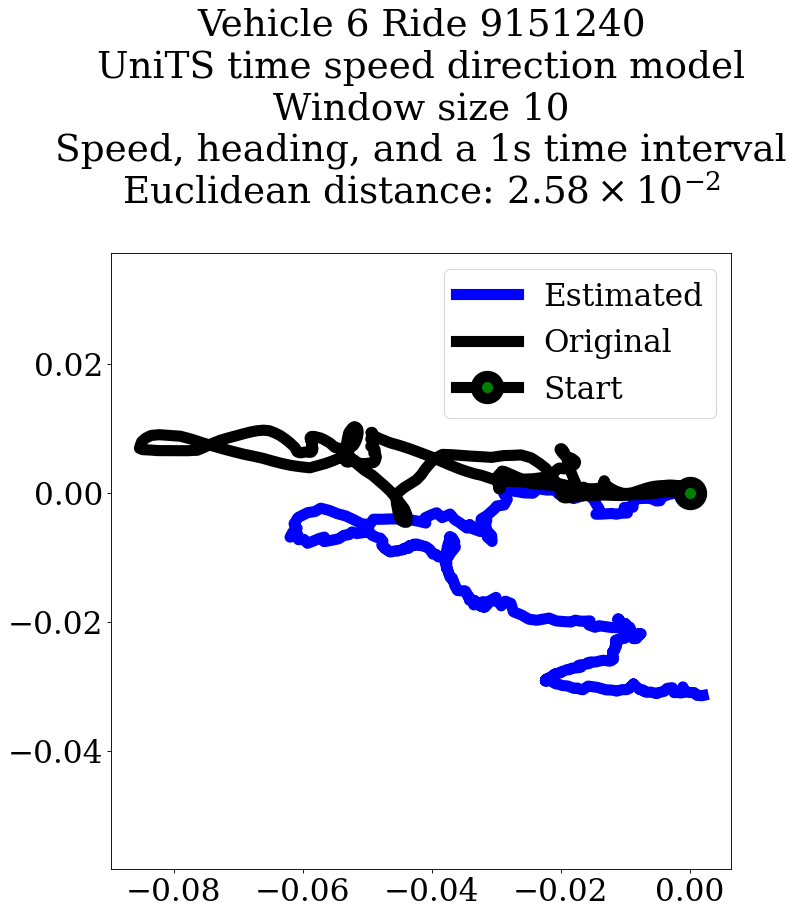 Vehicle 6 Ride 9151240
UniTS time speed direction model
Window size 10
Speed, heading, and a 1s time interval
Euclidean distance: 2.58 × 10⁻²
Estimated
Original
Start
0.02
0.00
−0.02
−0.04
−0.08 −0.06 −0.04 −0.02 0.00